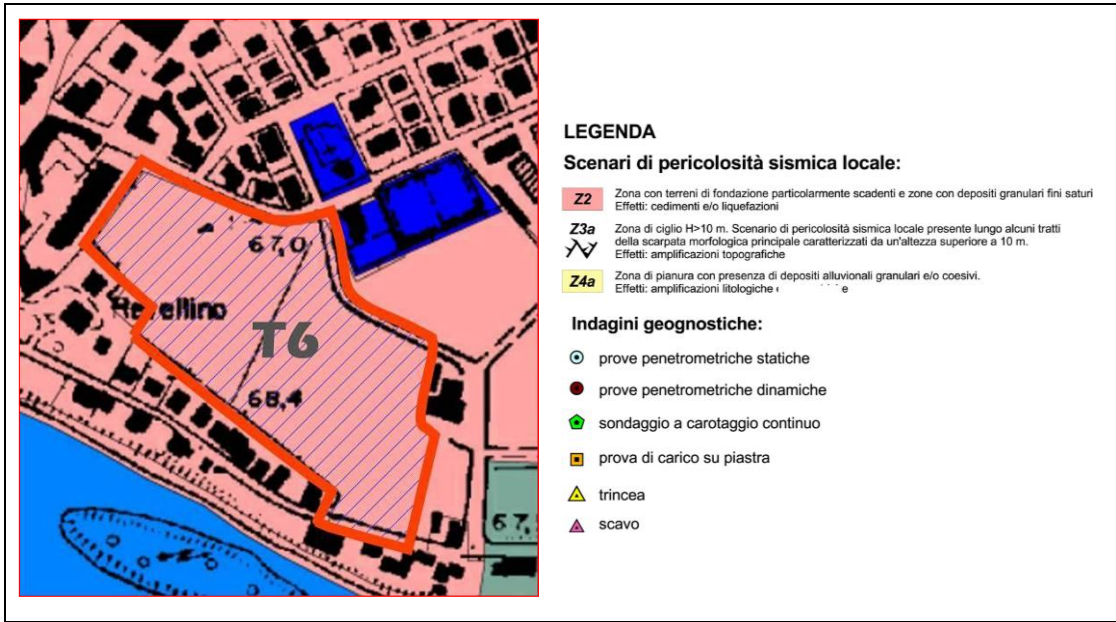 67,0
Revellino
T6
68,4
67,
LEGENDA
Scenari di pericolosità sismica locale:
Z2
Zona con terreni di fondazione particolarmente scadenti e zone con depositi granulari fini saturi
Effetti: cedimenti e/o liquefazioni
Z3a
Zona di ciglio H>10 m. Scenario di pericolosità sismica locale presente lungo alcuni tratti
della scarpata morfologica principale caratterizzati da un'altezza superiore a 10 m.
Effetti: amplificazioni topografiche
Z4a
Zona di pianura con presenza di depositi alluvionali granulari e/o coesivi.
Effetti: amplificazioni litologiche
Indagini geognostiche:
prove penetrometriche statiche
prove penetrometriche dinamiche
sondaggio a carotaggio continuo
prova di carico su piastra
trincea
scavo